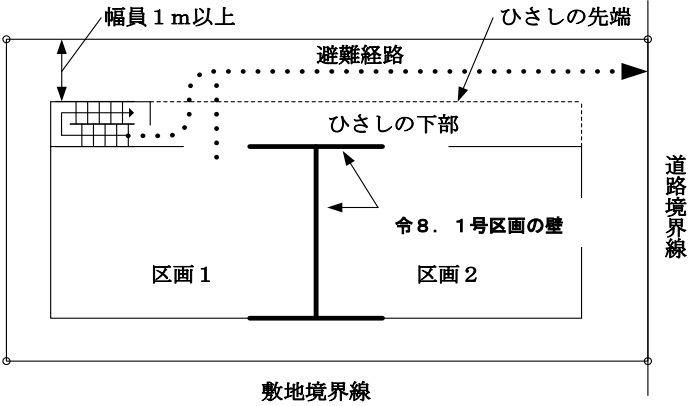 幅員１ｍ以上
ひさしの先端
避難経路
ひさしの下部
道路境界線
令８．１号区画の壁
区画１
区画２
敷地境界線